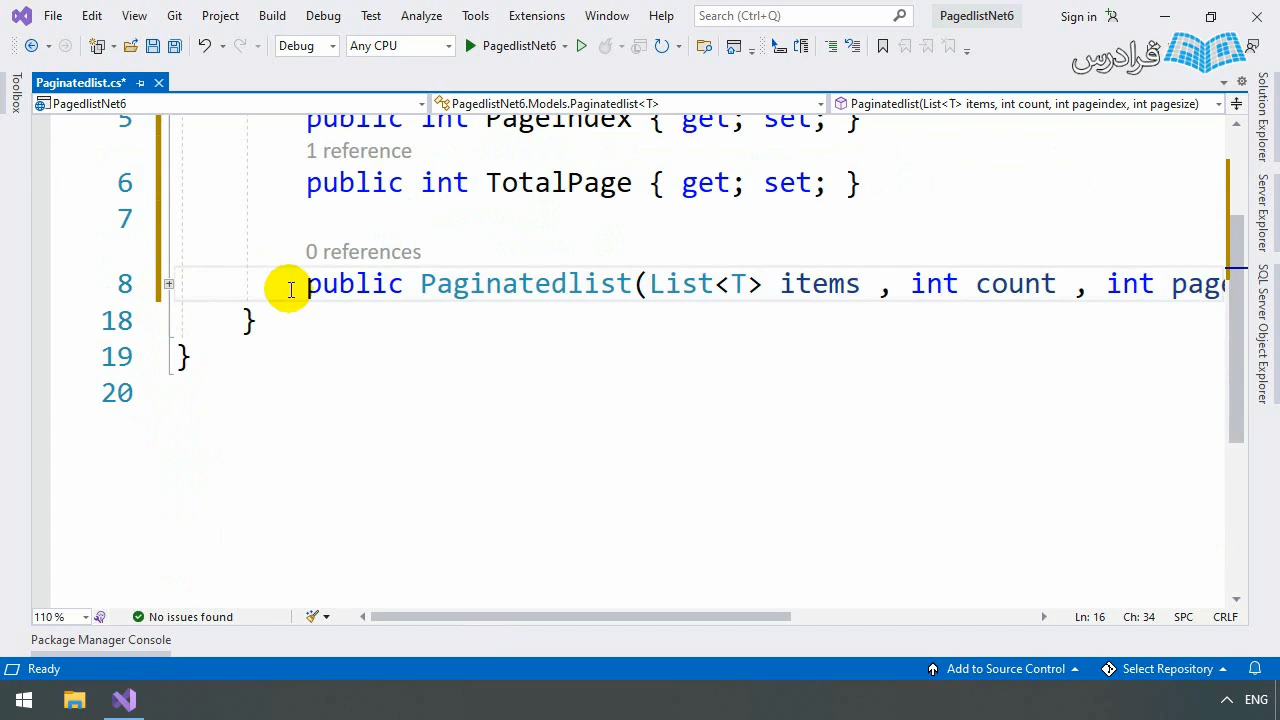 File Edit View Git Project Build Debug Test Analyze Tools Extensions Window Help Search (Ctrl+Q) PagedlistNet6 Sign in
Debug Any CPU PagedlistNet6
فرادرس
Paginatedlist.cs*
PagedlistNet6 PagedlistNet6.Models.Paginatedlist<T> Paginatedlist(List<T> items, int count, int pageindex, int pagesize)
Toolbox
Solution Explorer
Server Explorer
SQL Server Object Explorer
5 public int PageIndex { get; set; }
1 reference
6 public int TotalPage { get; set; }
7
0 references
8 public Paginatedlist(List<T> items , int count , int page
18 }
19 }
20
110 % No issues found Ln: 16 Ch: 34 SPC CRLF
Package Manager Console
Ready Add to Source Control Select Repository
ENG